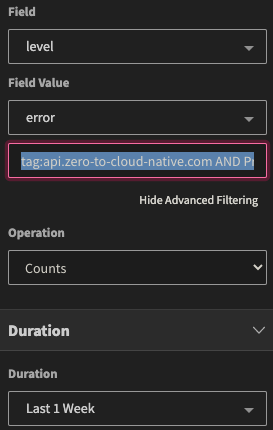 Field
level
Field Value
error
tag:api.zero-to-cloud-native.com AND
Hide Advanced Filtering
Operation
Counts
Duration
Duration
Last 1 Week